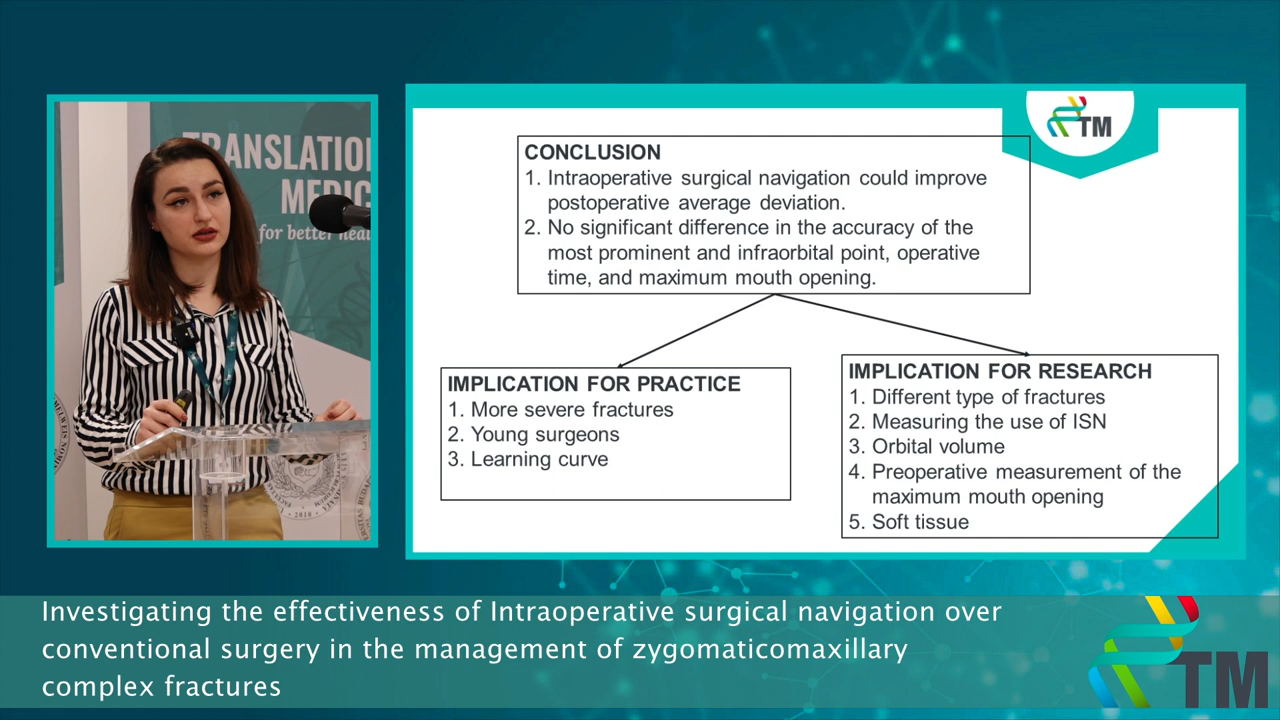 TRANSLATIO
MEDIC
for better heal
2018
TM
CONCLUSION
1. Intraoperative surgical navigation could improve
postoperative average deviation.
2. No significant difference in the accuracy of the
most prominent and infraorbital point, operative
time, and maximum mouth opening.
IMPLICATION FOR PRACTICE
1. More severe fractures
2. Young surgeons
3. Learning curve
IMPLICATION FOR RESEARCH
1. Different type of fractures
2. Measuring the use of ISN
3. Orbital volume
4. Preoperative measurement of the
maximum mouth opening
5. Soft tissue
Investigating the effectiveness of Intraoperative surgical navigation over
conventional surgery in the management of zygomaticomaxillary
complex fractures
TM